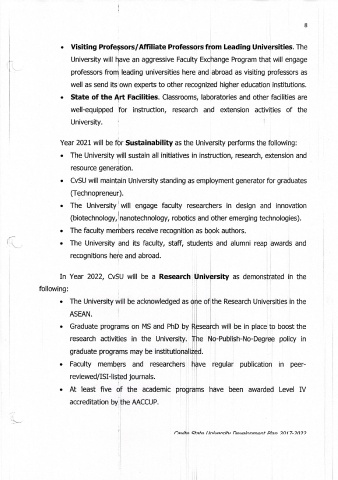 8
• Visiting Professors/Affiliate Professors from Leading Universities. The
University will have an aggressive Faculty Exchange Program that will engage
professors from leading universities here and abroad as visiting professors as
well as send its own experts to other recognized higher education institutions.
• State of the Art Facilities. Classrooms, laboratories and other facilities are
well-equipped for instruction, research and extension activities of the
University.
Year 2021 will be for Sustainability as the University performs the following:
• The University will sustain all initiatives in instruction, research, extension and
resource generation.
• CvSU will maintain University standing as employment generator for graduates
(Technopreneur).
• The University will engage faculty researchers in design and innovation
(biotechnology, nanotechnology, robotics and other emerging technologies).
• The faculty members receive recognition as book authors.
• The University and its faculty, staff, students and alumni reap awards and
recognitions here and abroad.
In Year 2022, CvSU will be a Research University as demonstrated in the
following:
• The University will be acknowledged as one of the Research Universities in the
ASEAN.
• Graduate programs on MS and PhD by Research will be in place to boost the
research activities in the University. The No-Publish-No-Degree policy in
graduate programs may be institutionalized.
• Faculty members and researchers have regular publication in peer-
reviewed/ISI-listed journals.
• At least five of the academic programs have been awarded Level IV
accreditation by the AACCUP.
Cavite State University Development Plan 2017-2022